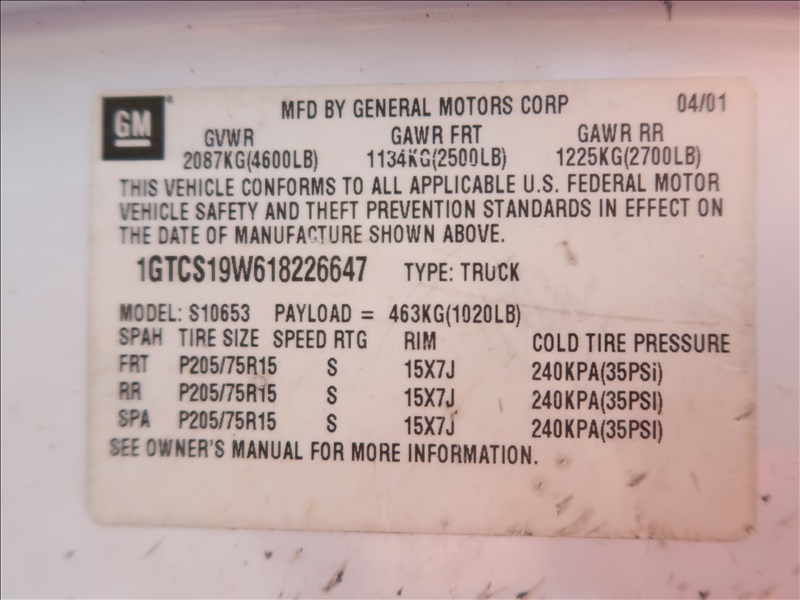 GM® MFD BY GENERAL MOTORS CORP 04/01
GVWR GAWR FRT GAWR RR
2087KG(4600LB) 1134KG(2500LB) 1225KG(2700LB)
THIS VEHICLE CONFORMS TO ALL APPLICABLE U.S. FEDERAL MOTOR
VEHICLE SAFETY AND THEFT PREVENTION STANDARDS IN EFFECT ON
THE DATE OF MANUFACTURE SHOWN ABOVE.
1GTCS19W618226647 TYPE: TRUCK
MODEL: S10653 PAYLOAD = 463KG(1020LB)
SPAH TIRE SIZE SPEED RTG RIM COLD TIRE PRESSURE
FRT P205/75R15 S 15X7J 240KPA(35PSi)
RR P205/75R15 S 15X7J 240KPA(35PSI)
SPA P205/75R15 S 15X7J 240KPA(35PSI)
SEE OWNER'S MANUAL FOR MORE INFORMATION.